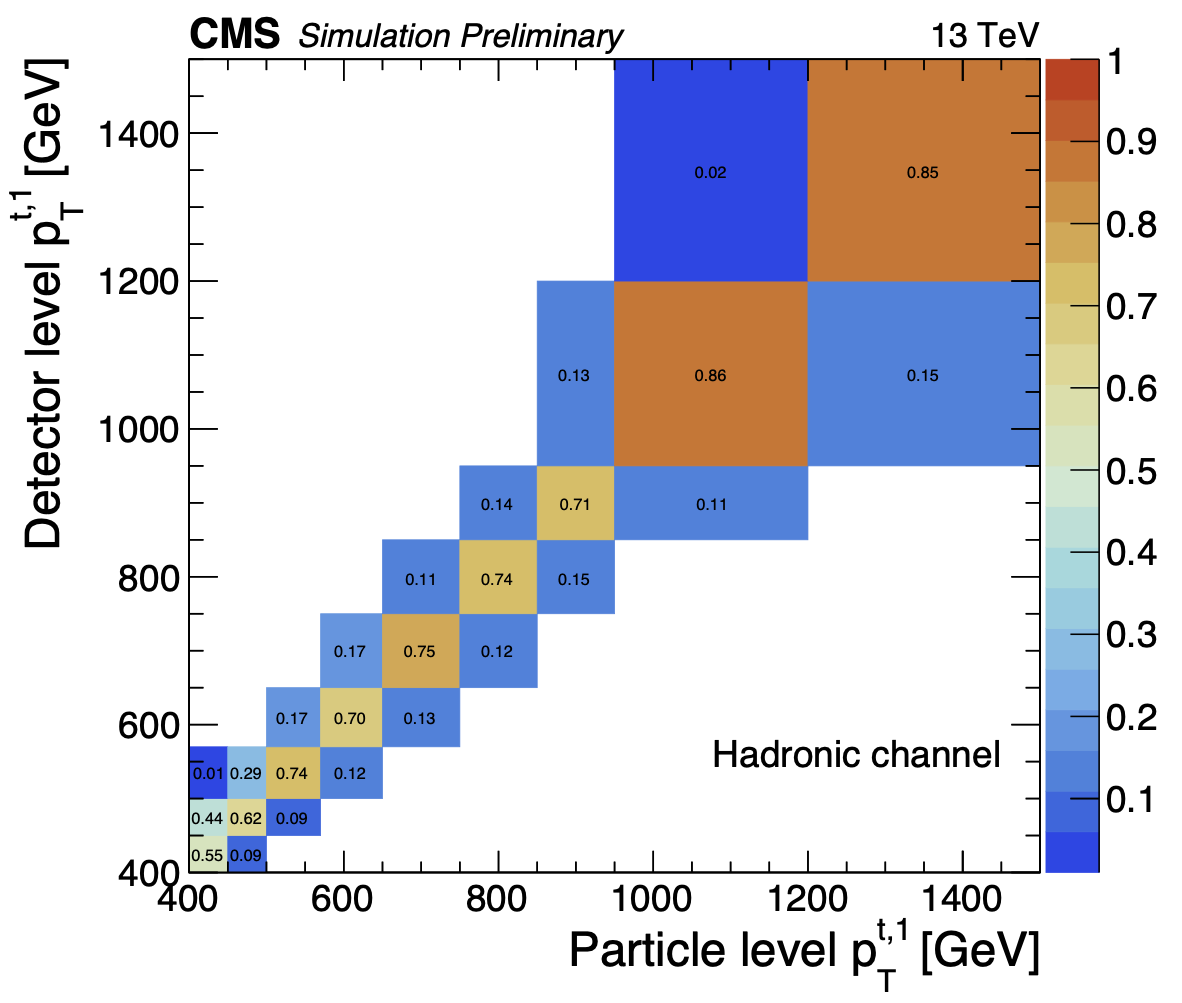 CMS Simulation Preliminary 13 TeV
Detector level p_T^{t,1} [GeV]
1400
1200
1000
800
600
400
0.02 0.85
0.13 0.86 0.15
0.14 0.71 0.11
0.11 0.74 0.15
0.17 0.75 0.12
0.17 0.70 0.13
0.01 0.29 0.74 0.12
0.44 0.62 0.09
0.55 0.09
Hadronic channel
400 600 800 1000 1200 1400
Particle level p_T^{t,1} [GeV]
1
0.9
0.8
0.7
0.6
0.5
0.4
0.3
0.2
0.1